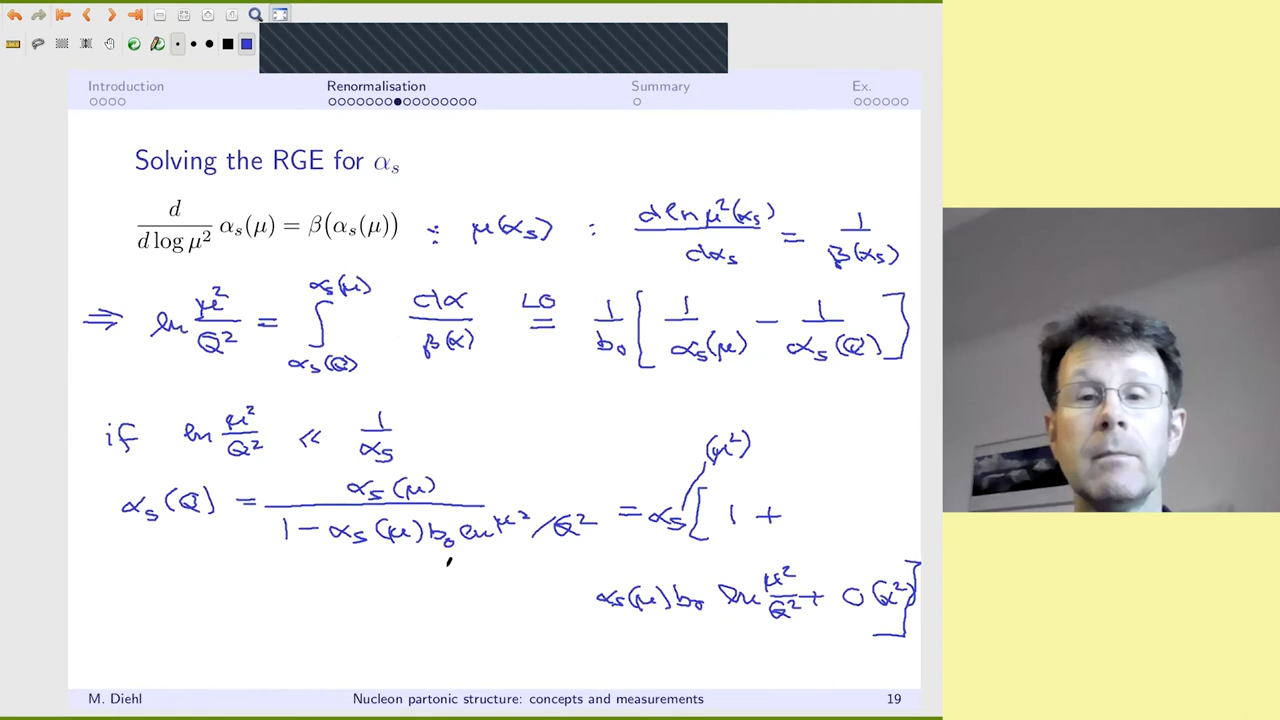 Introduction Renormalisation Summary Ex.
Solving the RGE for αₛ
d/(d log μ²) αₛ(μ) = β(αₛ(μ)) : μ(αₛ) : d ln μ²(αₛ)/dαₛ = 1/β(αₛ)
⇒ ln μ²/Q² = ∫_{αₛ(Q)}^{αₛ(μ)} dα/β(α) =^{LO} 1/b₀ [1/αₛ(μ) − 1/αₛ(Q)]
if ln μ²/Q² ≪ 1/αₛ
αₛ(Q) = αₛ(μ)/(1 − αₛ(μ) b₀ ln μ²/Q²) = αₛ(μ²) [1 +
αₛ(μ) b₀ ln μ²/Q² + O(α²)]
M. Diehl Nucleon partonic structure: concepts and measurements 19